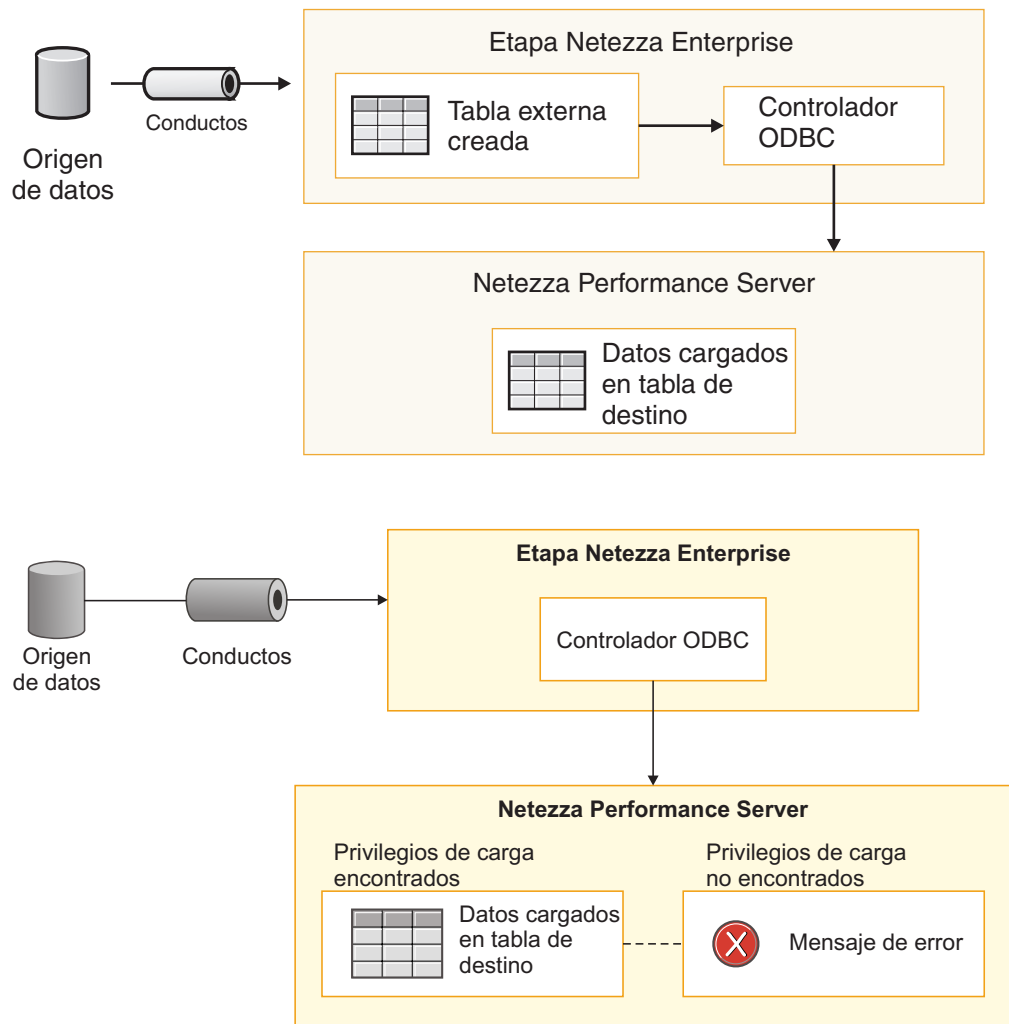 Etapa Netezza Enterprise
Conductos
Origen
de datos
Tabla externa
creada
Controlador
ODBC
Netezza Performance Server
Datos cargados
en tabla de
destino
Etapa Netezza Enterprise
Origen
de datos
Conductos
Controlador ODBC
Netezza Performance Server
Privilegios de carga
encontrados
Datos cargados
en tabla de
destino
Privilegios de carga
no encontrados
Mensaje de error